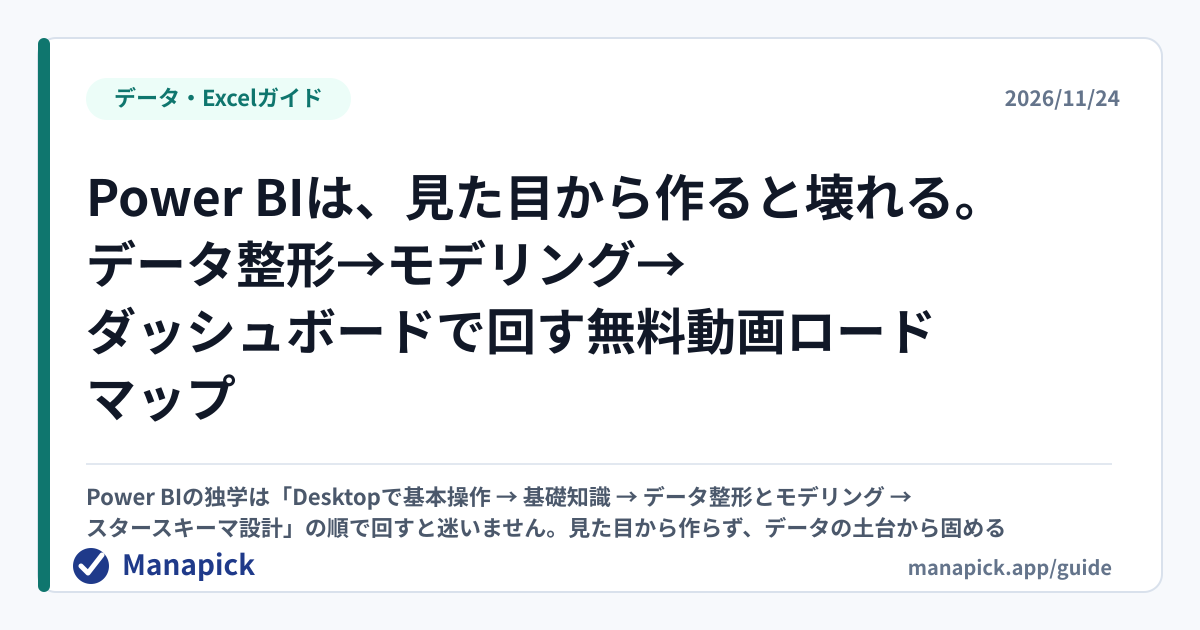 データ・Excelガイド
2026/11/24
Power BIは、見た目から作ると壊れる。
データ整形→モデリング→
ダッシュボードで回す無料動画ロード
マップ
Power BIの独学は「Desktopで基本操作 → 基礎知識 → データ整形とモデリング →
スタースキーマ設計」の順で回すと迷いません。見た目から作らず、データの土台から固める
Manapick
manapick.app/guide